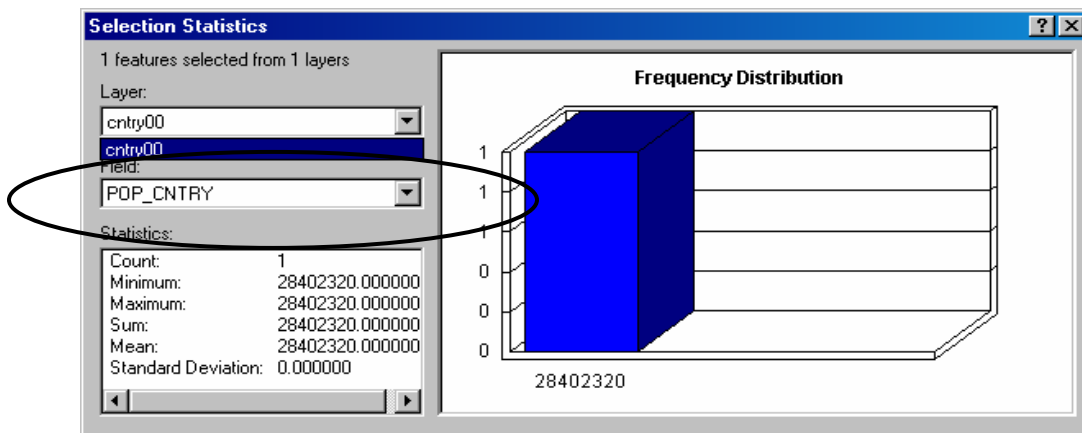 Selection Statistics
1 features selected from 1 layers
Layer:
cntry00
cntry00
Field:
POP_CNTRY
Statistics:
Count: 1
Minimum: 28402320.000000
Maximum: 28402320.000000
Sum: 28402320.000000
Mean: 28402320.000000
Standard Deviation: 0.000000
Frequency Distribution
1
1
1
0
0
0
28402320